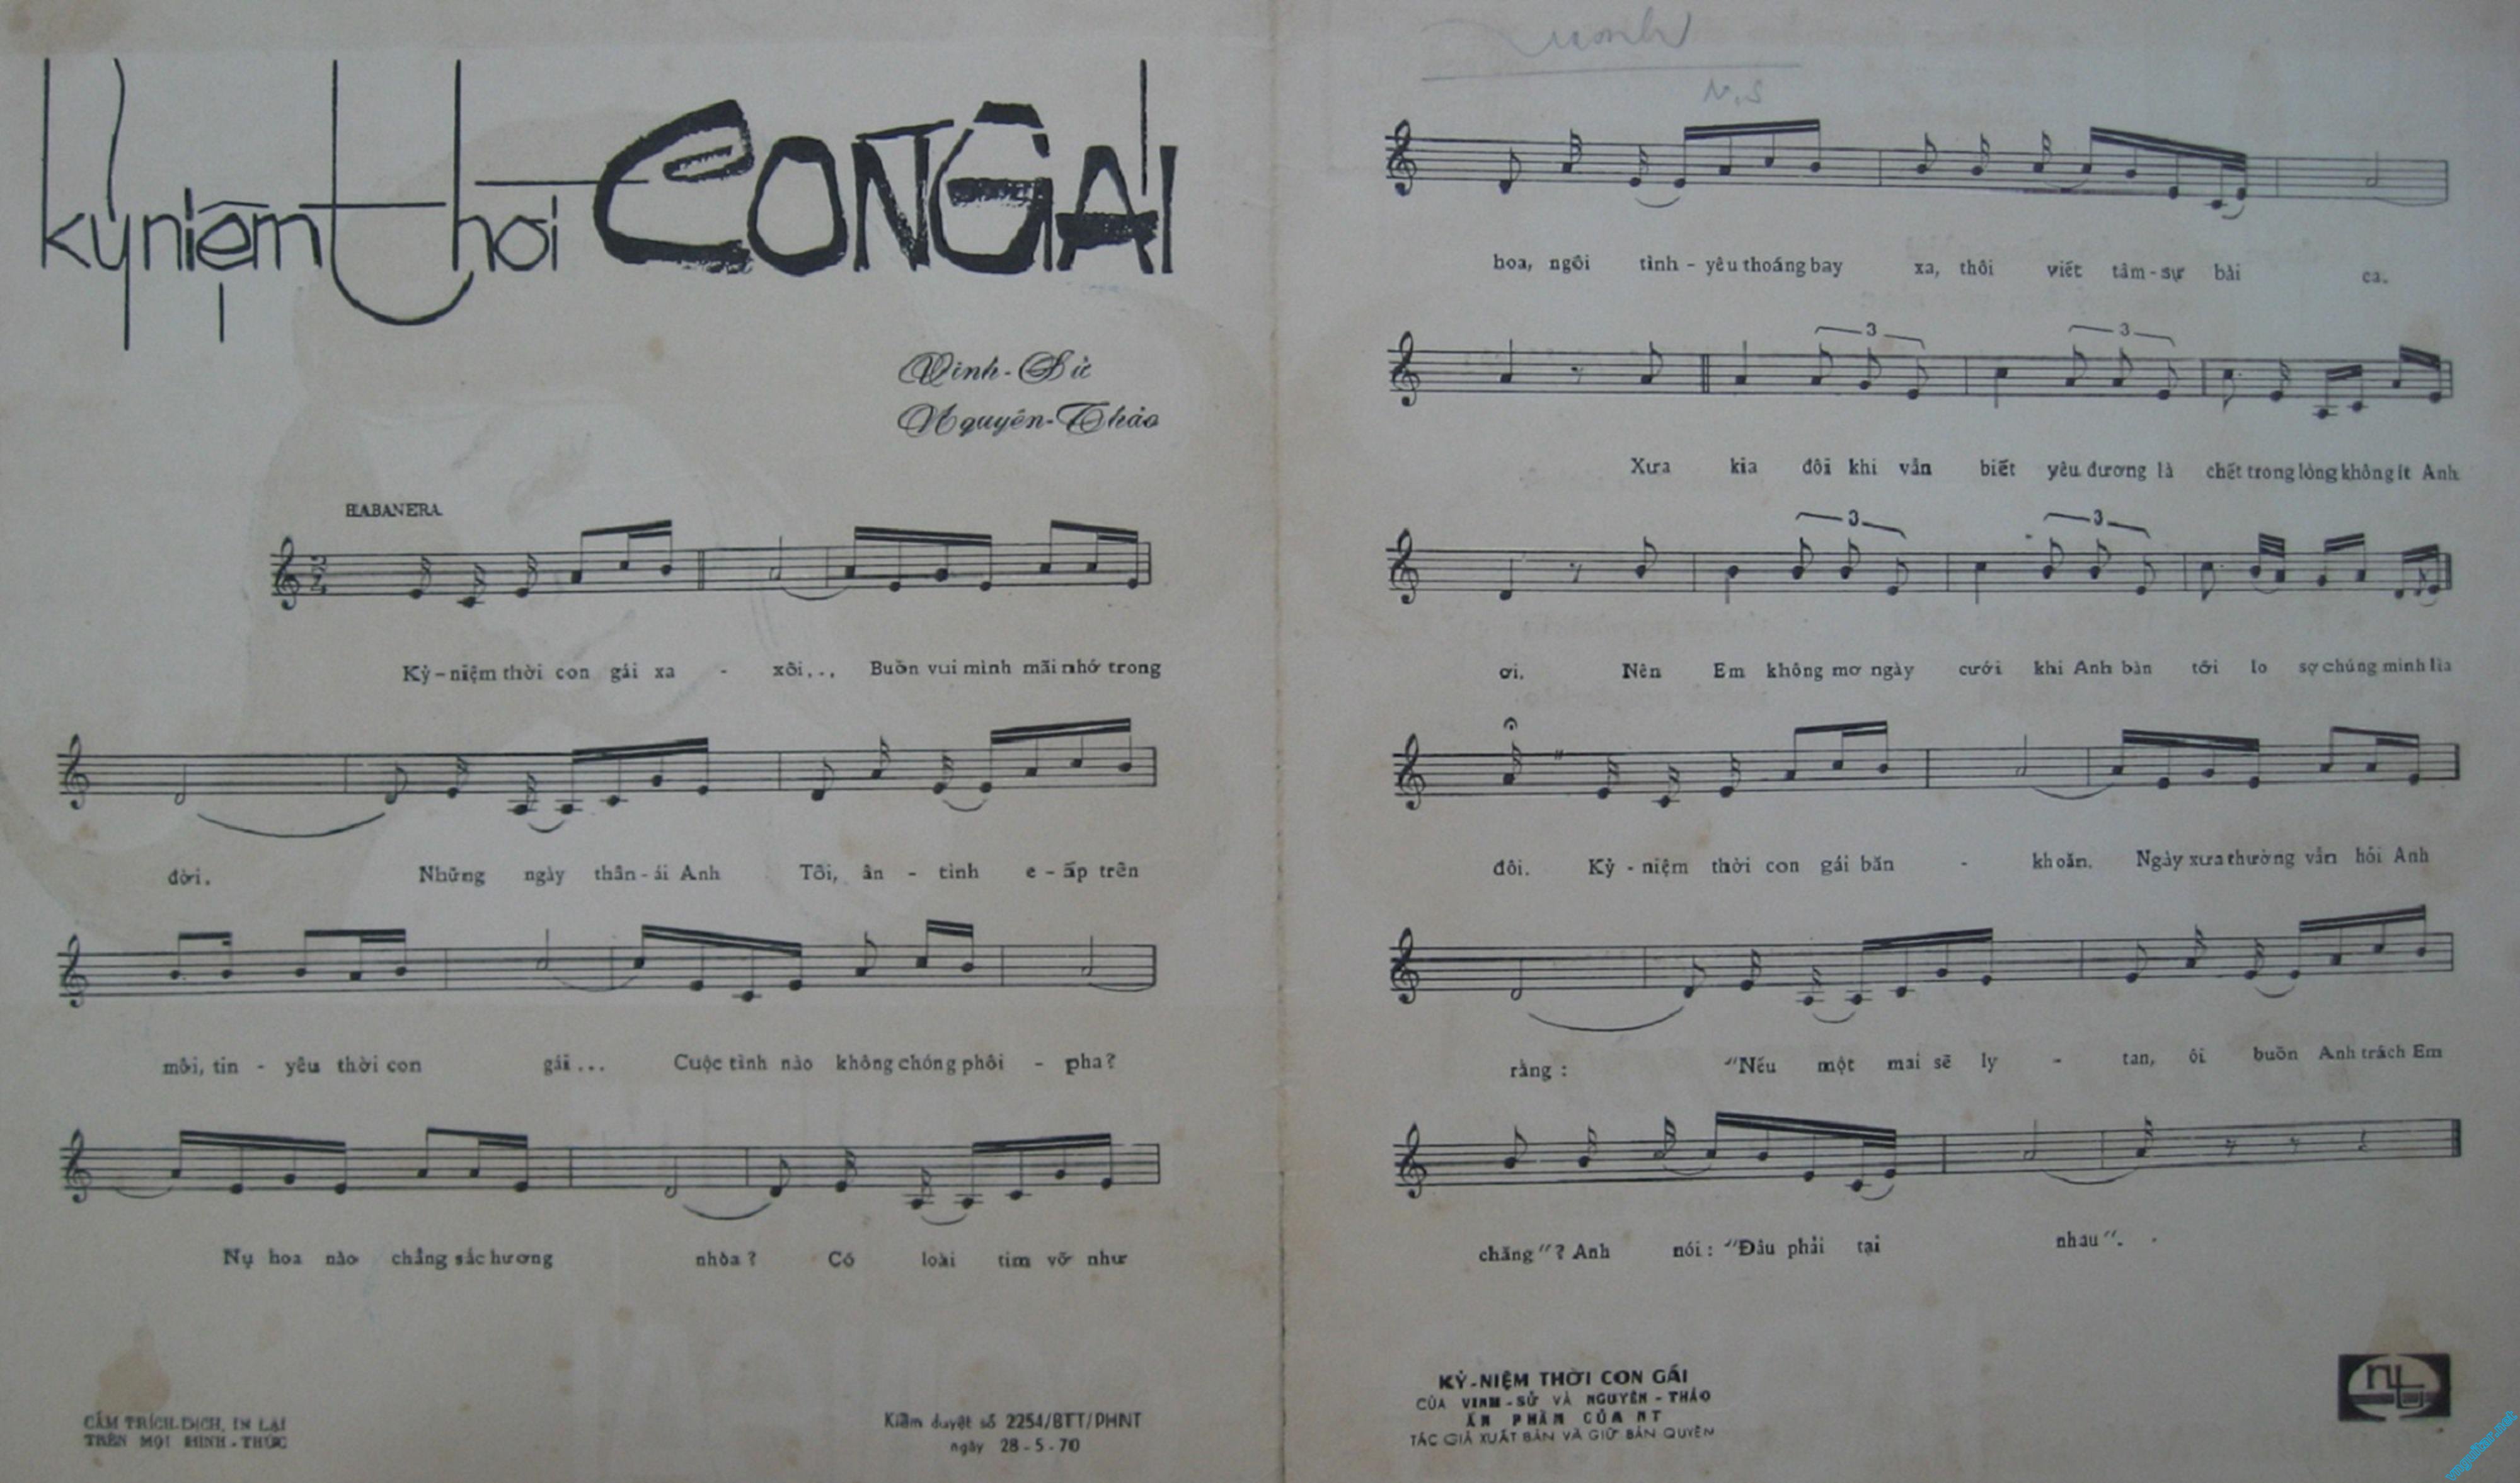 kỷ niệm thời CON GÁI
Vinh-Sử
Nguyên-Thảo
HABANERA
Kỷ-niệm thời con gái xa - xôi... Buồn vui mình mãi nhớ trong
đời. Những ngày thân-ái Anh Tôi, ân - tình e-ấp trên
môi, tin - yêu thời con gái... Cuộc tình nào không chóng phôi - pha?
Nụ hoa nào chẳng sắc hương nhòa? Có loài tim vỡ như
Kiểm duyệt số 2254/BTT/PHNT
ngày 28-5-70
CẤM TRÍCH DỊCH, IN LẠI
TRÊN MỌI HÌNH-THỨC
N.S
hoa, ngõi tình-yêu thoáng bay xa, thôi viết tâm-sự bài ca.
3 3
Xưa kia đôi khi vẫn biết yêu đương là chết trong lòng không ít Anh
3 3
ơi. Nên Em không mơ ngày cưới khi Anh bàn tới lo sợ chúng mình lìa
đôi. Kỷ-niệm thời con gái băn - khoăn. Ngày xưa thường vẫn hỏi Anh
rằng: "Nếu một mai sẽ ly - tan, ôi buồn Anh trách Em
chăng"? Anh nói: "Đâu phải tại nhau".
KỶ-NIỆM THỜI CON GÁI
CỦA VINH-SỬ VÀ NGUYÊN-THẢO
ẤN PHẨM CỦA NT
TÁC GIẢ XUẤT BẢN VÀ GIỮ BẢN QUYỀN
nt